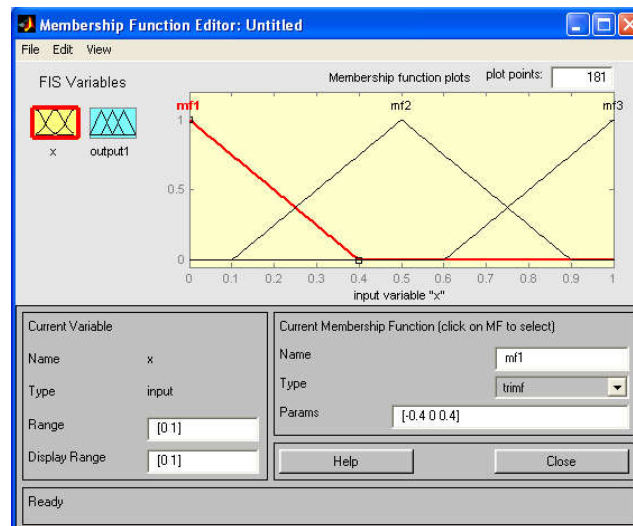 Membership Function Editor: Untitled
File Edit View
FIS Variables
Membership function plots plot points: 181
mf1 mf2 mf3
x output1
1
0.5
0
0 0.1 0.2 0.3 0.4 0.5 0.6 0.7 0.8 0.9 1
input variable "x"
Current Variable
Name x
Type input
Range [0 1]
Display Range [0 1]
Current Membership Function (click on MF to select)
Name mf1
Type trimf
Params [-0.4 0 0.4]
Help Close
Ready